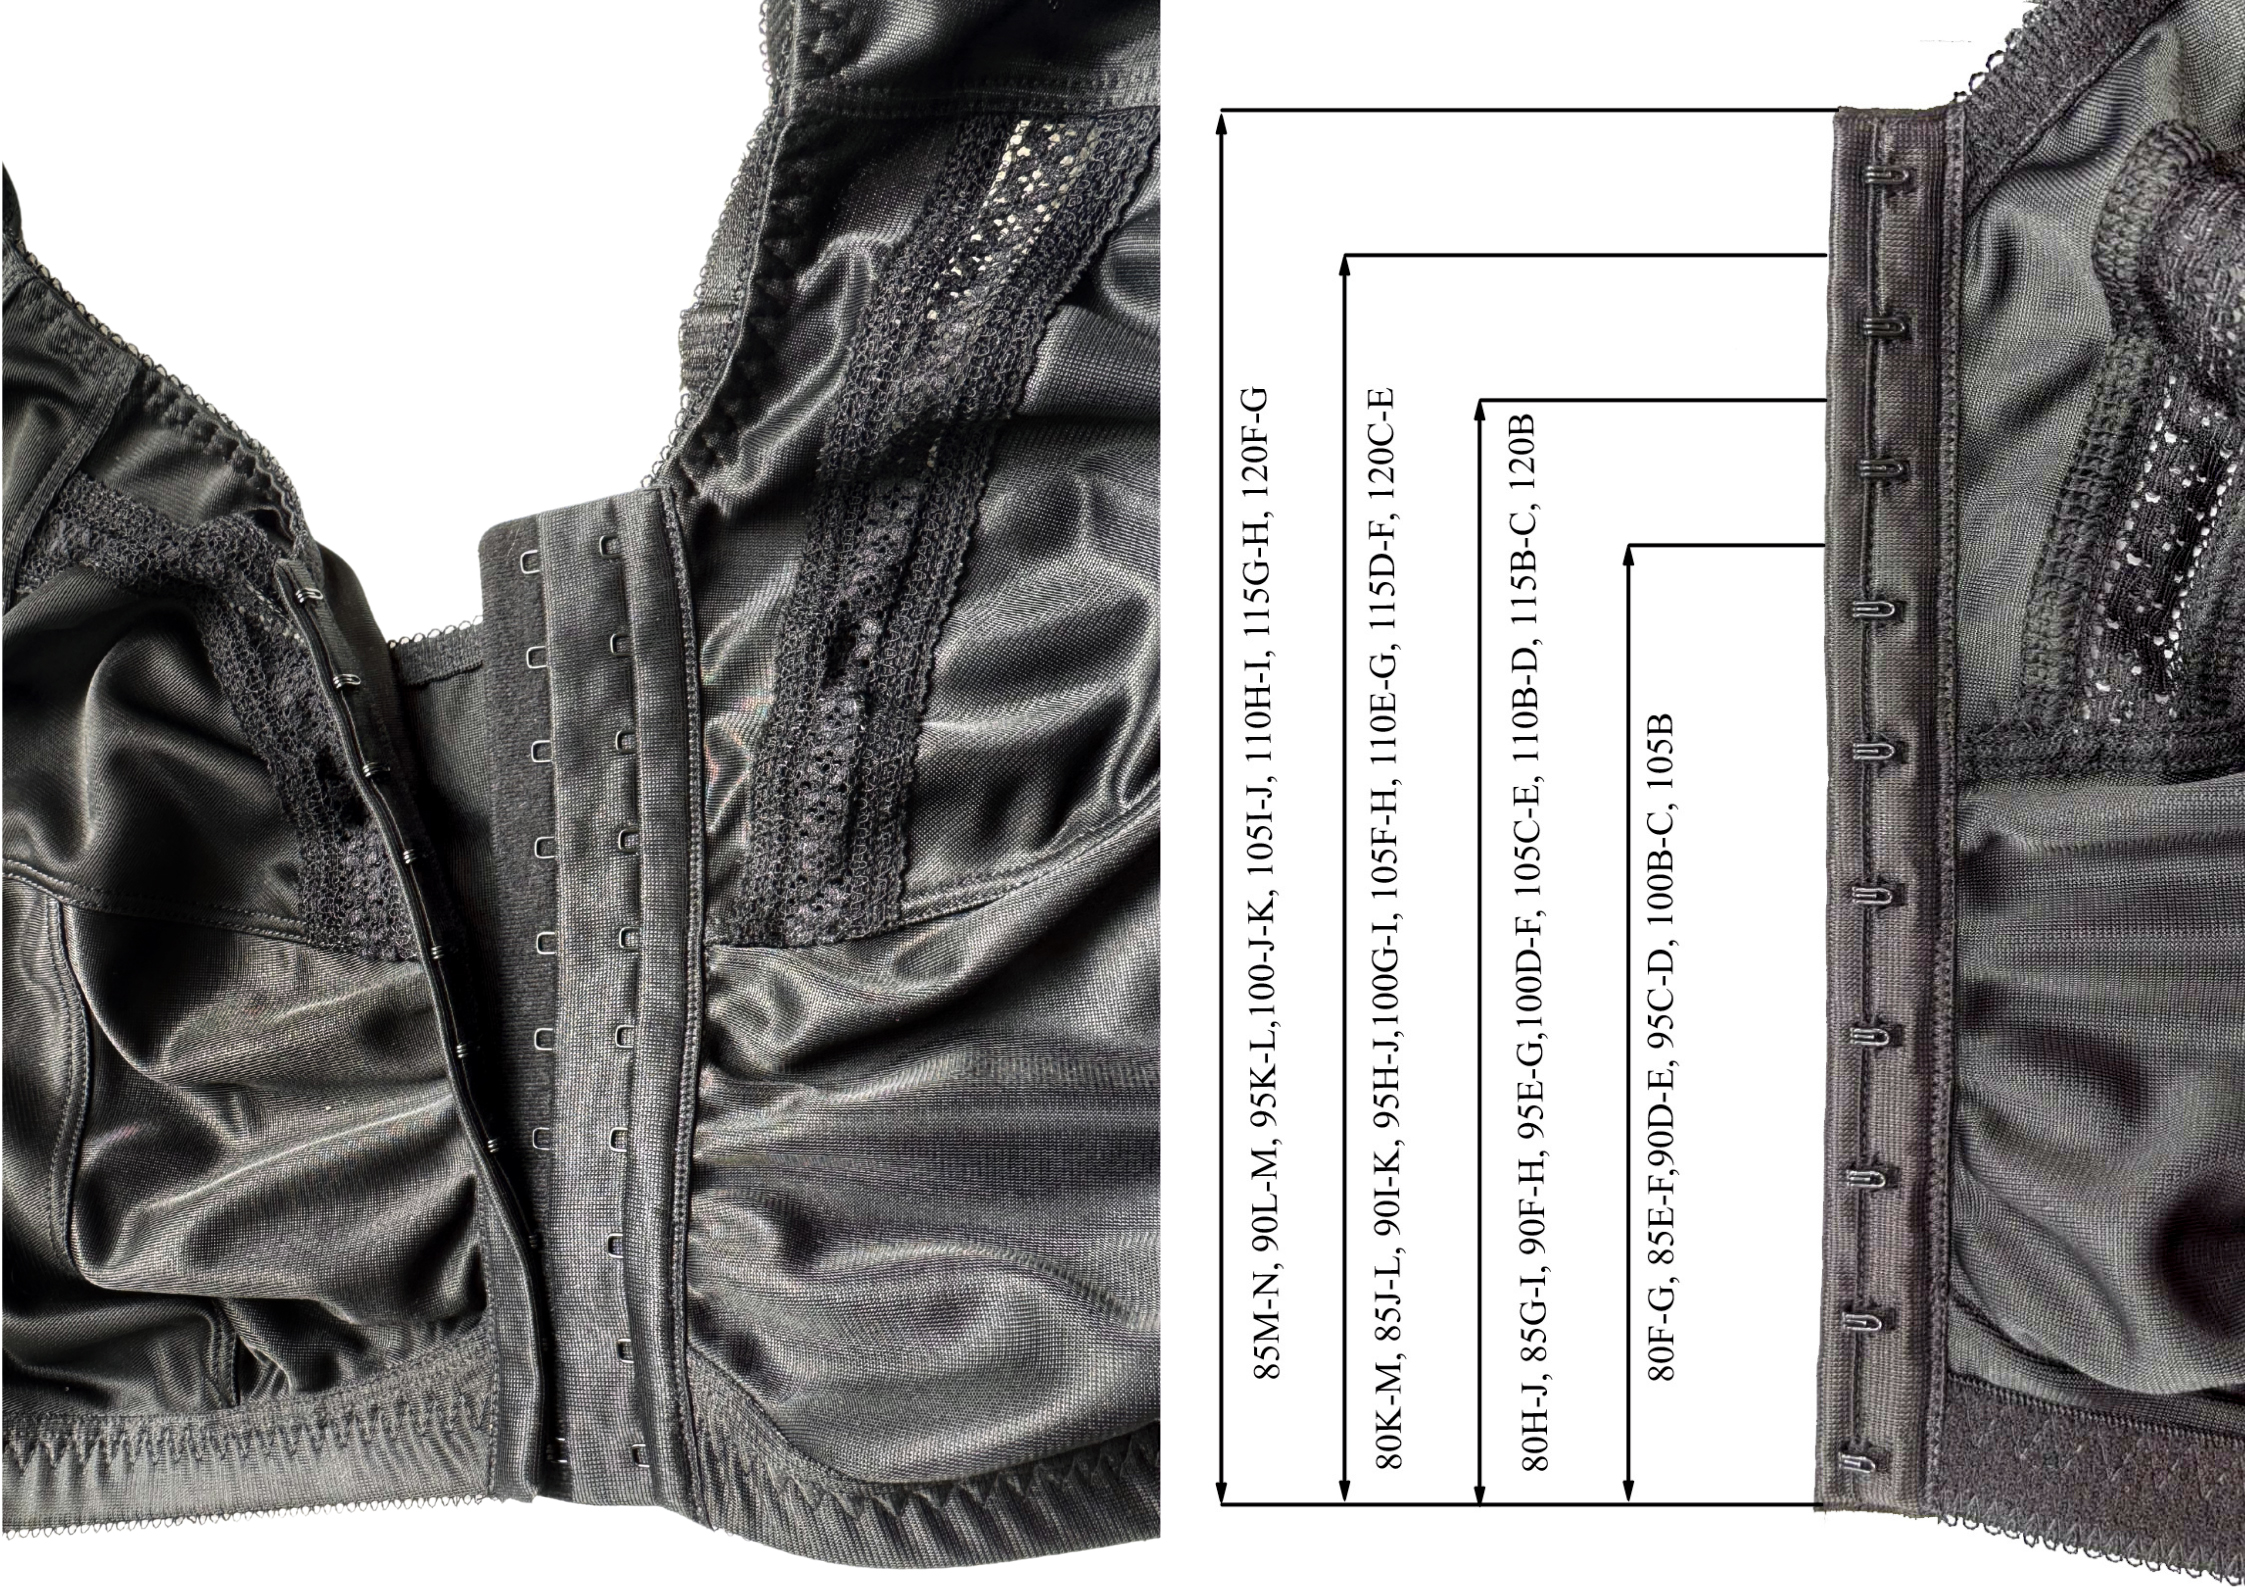 85M-N, 90L-M, 95K-L,100-J-K, 105I-J, 110H-I, 115G-H, 120F-G
80K-M, 85J-L, 90I-K, 95H-J,100G-I, 105F-H, 110E-G, 115D-F, 120C-E
80H-J, 85G-I, 90F-H, 95E-G,100D-F, 105C-E, 110B-D, 115B-C, 120B
80F-G, 85E-F,90D-E, 95C-D, 100B-C, 105B